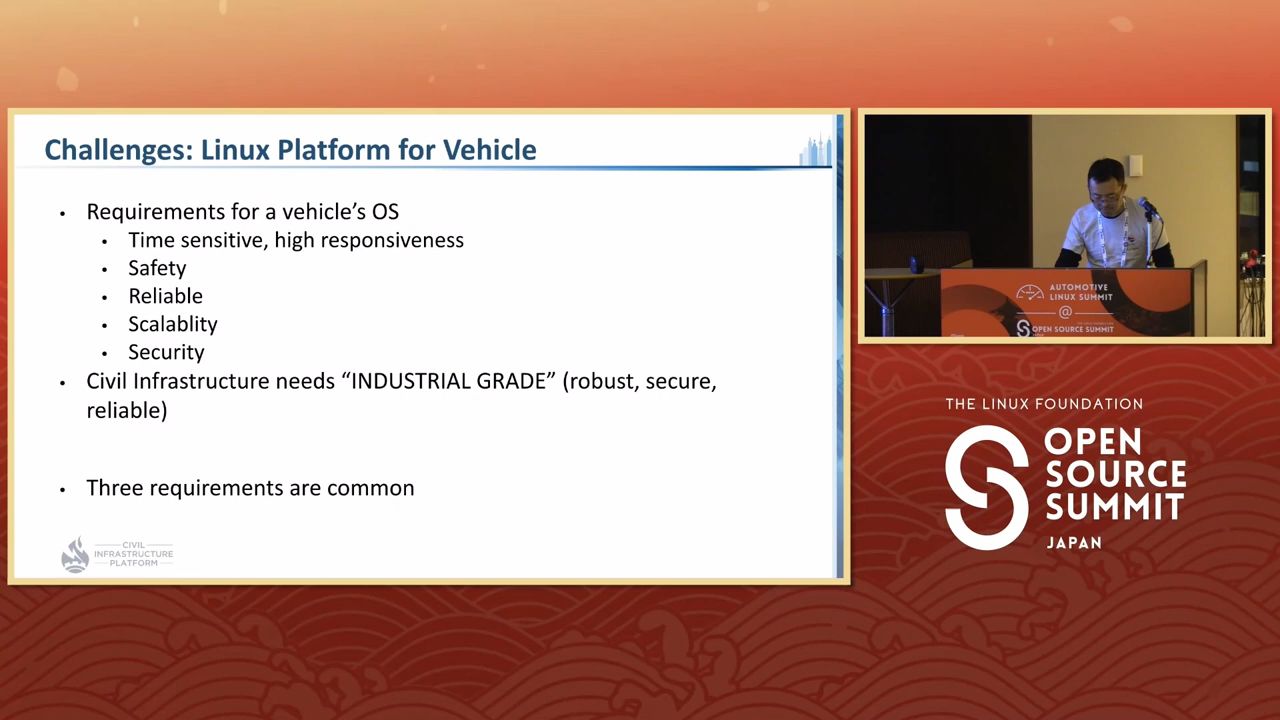 Challenges: Linux Platform for Vehicle
• Requirements for a vehicle's OS
• Time sensitive, high responsiveness
• Safety
• Reliable
• Scalablity
• Security
• Civil Infrastructure needs “INDUSTRIAL GRADE” (robust, secure,
reliable)
• Three requirements are common
CIVIL
INFRASTRUCTURE
PLATFORM
AUTOMOTIVE
LINUX SUMMIT
@
OPEN SOURCE SUMMIT
THE LINUX FOUNDATION
OPEN
SOURCE
SUMMIT
JAPAN